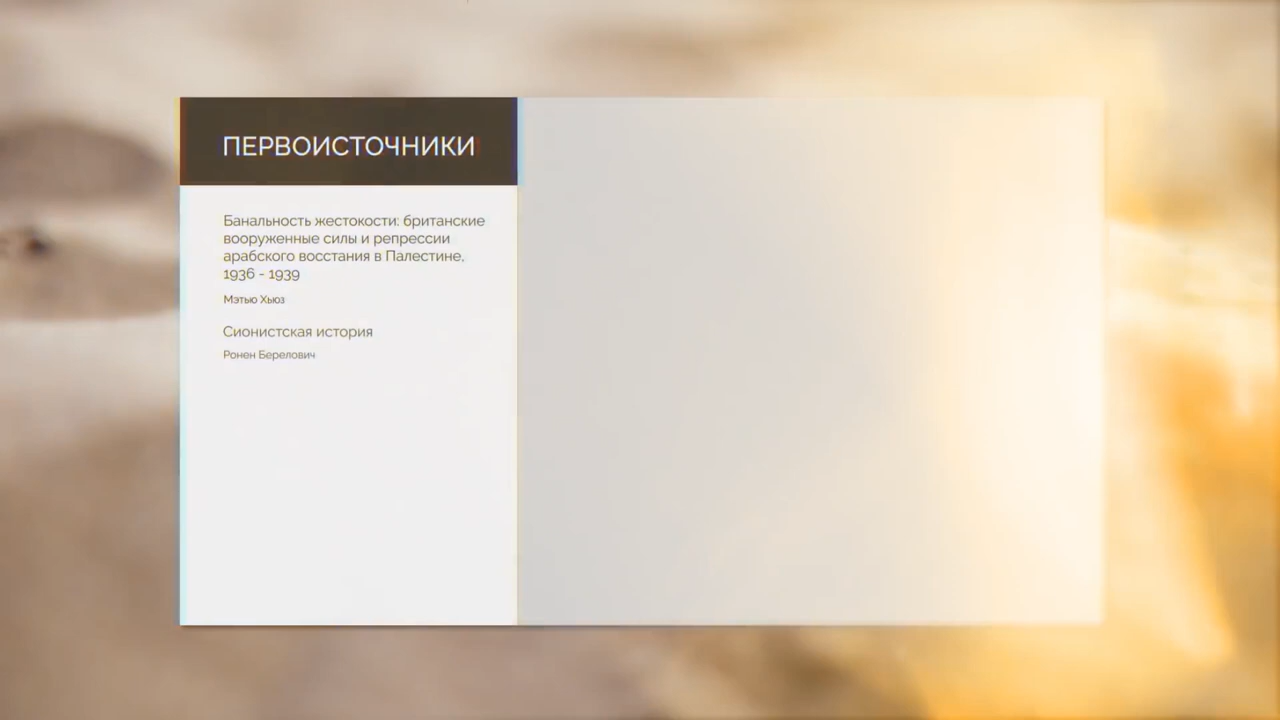 ПЕРВОИСТОЧНИКИ
Банальность жестокости: британские
вооруженные силы и репрессии
арабского восстания в Палестине,
1936 - 1939
Мэтью Хьюз
Сионистская история
Ронен Берелович